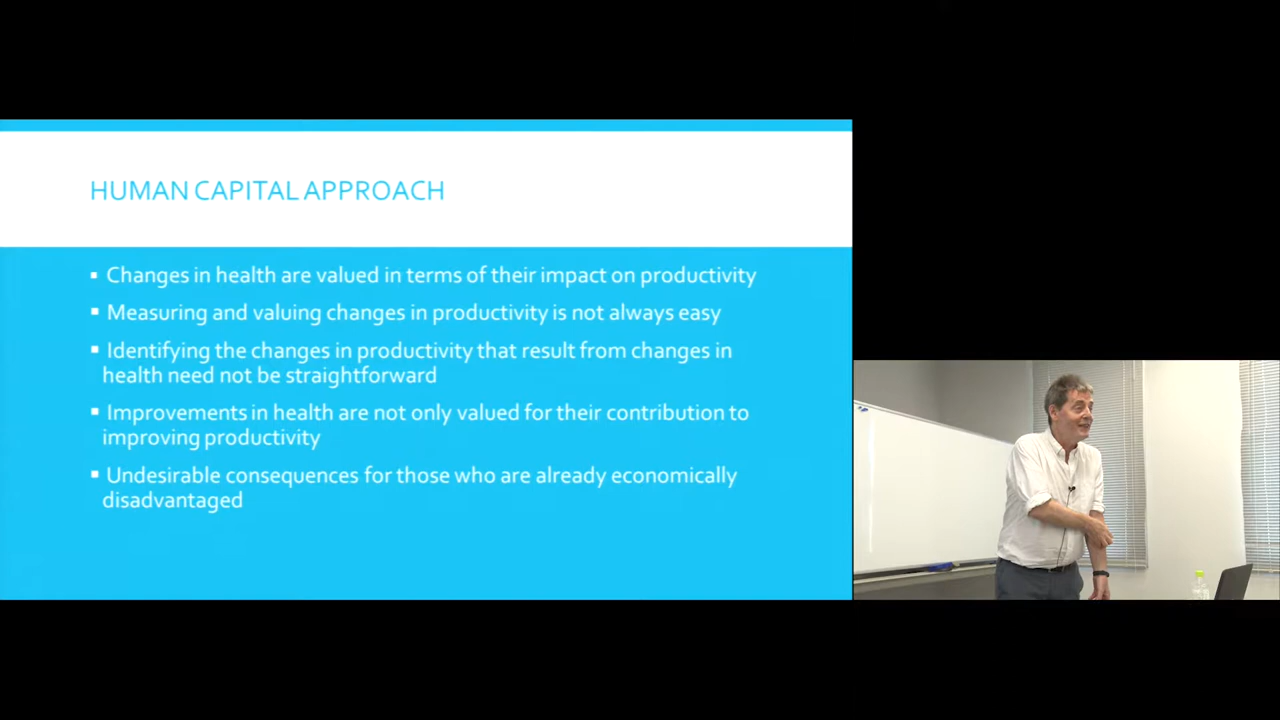 HUMAN CAPITAL APPROACH
▪ Changes in health are valued in terms of their impact on productivity
▪ Measuring and valuing changes in productivity is not always easy
▪ Identifying the changes in productivity that result from changes in
health need not be straightforward
▪ Improvements in health are not only valued for their contribution to
improving productivity
▪ Undesirable consequences for those who are already economically
disadvantaged